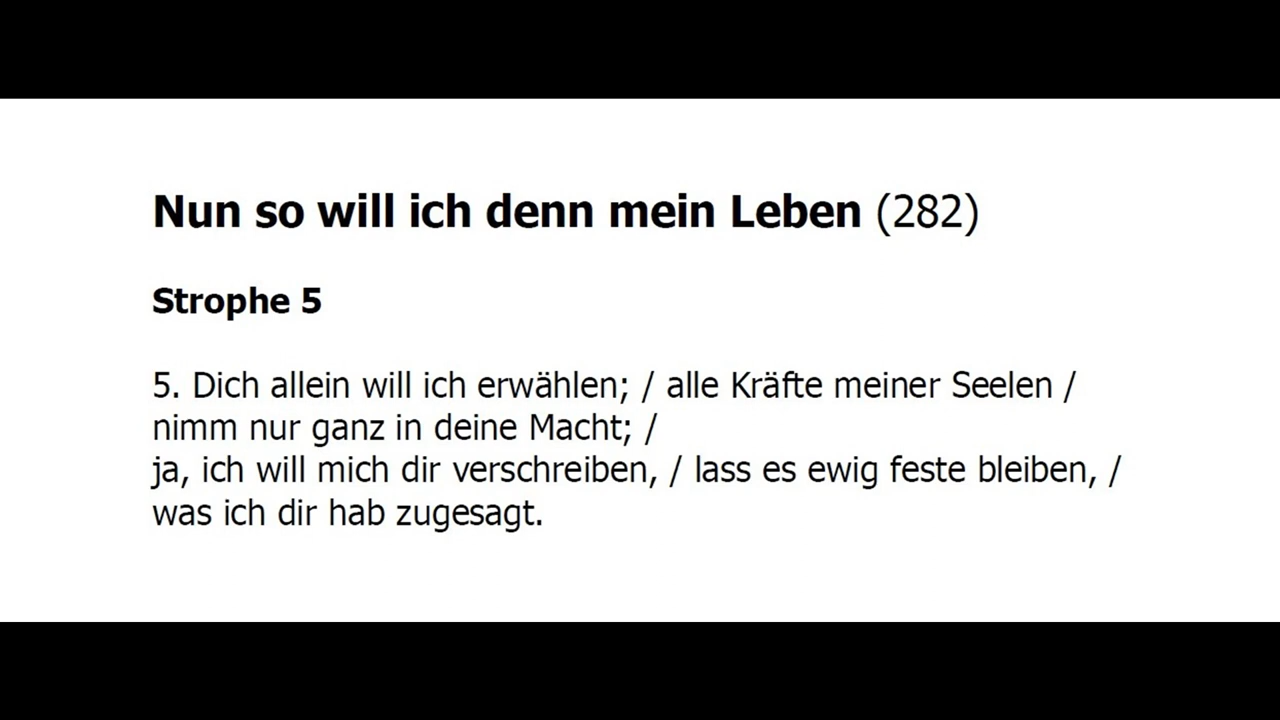 Nun so will ich denn mein Leben (282)
Strophe 5
5. Dich allein will ich erwählen; / alle Kräfte meiner Seelen /
nimm nur ganz in deine Macht; /
ja, ich will mich dir verschreiben, / lass es ewig feste bleiben, /
was ich dir hab zugesagt.